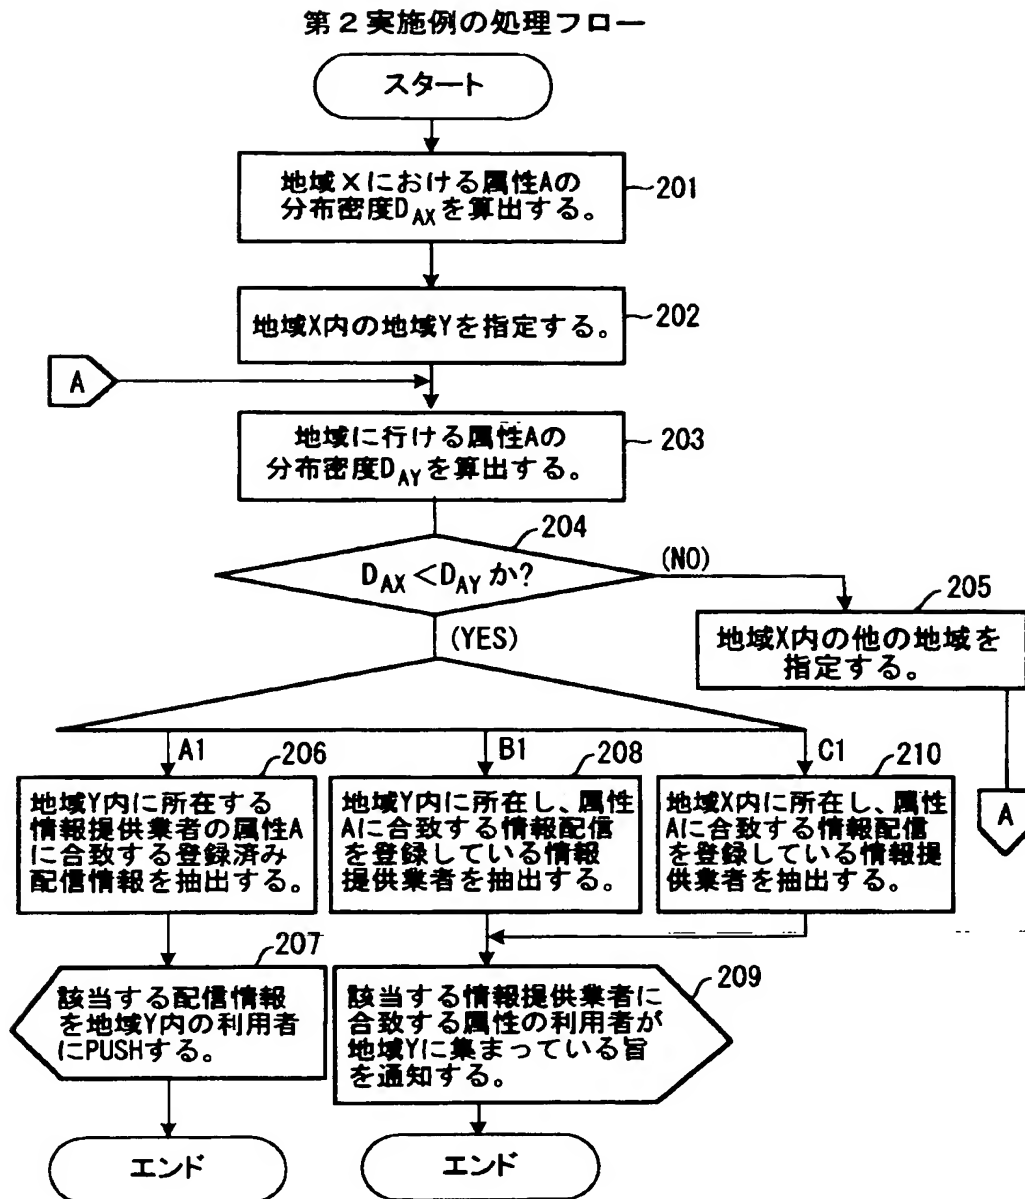 第2実施例の処理フロー
スタート
地域Xにおける属性Aの
分布密度DAXを算出する。
201
地域X内の地域Yを指定する。
202
A
地域に行ける属性Aの
分布密度DAYを算出する。
203
204
DAX<DAYか?
(NO)
(YES)
205
地域X内の他の地域を
指定する。
A1
206
地域Y内に所在する
情報提供業者の属性A
に合致する登録済み
配信情報を抽出する。
B1
208
地域Y内に所在し、属性
Aに合致する情報配信
を登録している情報
提供業者を抽出する。
C1
210
地域X内に所在し、属性
Aに合致する情報配信
を登録している情報提
供業者を抽出する。
A
207
該当する配信情報
を地域Y内の利用者
にPUSHする。
209
該当する情報提供業者に
合致する属性の利用者が
地域Yに集まっている旨
を通知する。
エンド
エンド